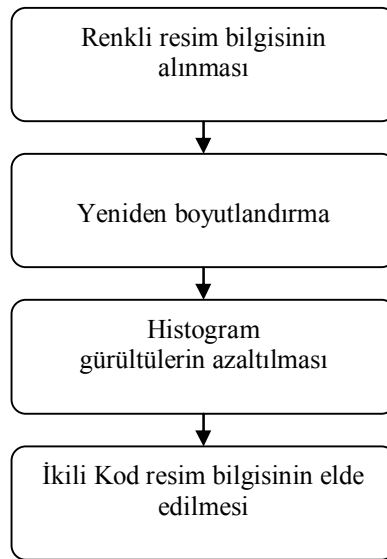 Renkli resim bilgisinin
alınması
Yeniden boyutlandırma
Histogram
gürültülerin azaltılması
İkili Kod resim bilgisinin elde
edilmesi